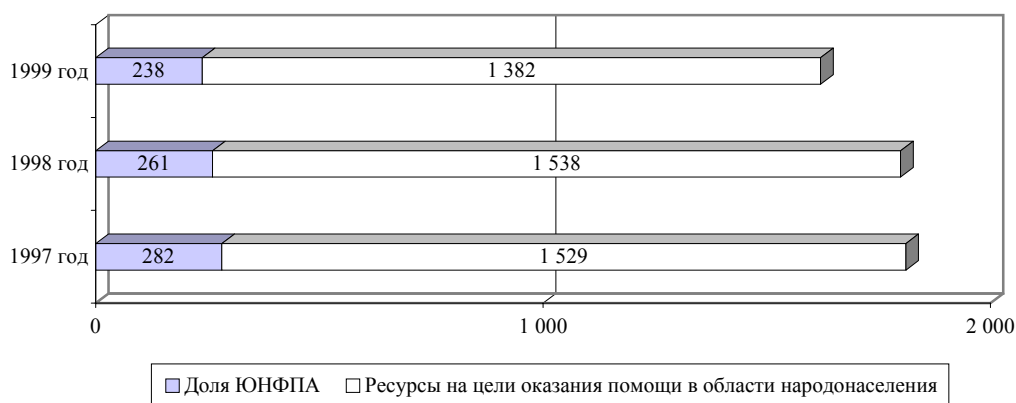 1999 год 238 1 382
1998 год 261 1 538
1997 год 282 1 529
0 1 000 2 000
Доля ЮНФПА Ресурсы на цели оказания помощи в области народонаселения